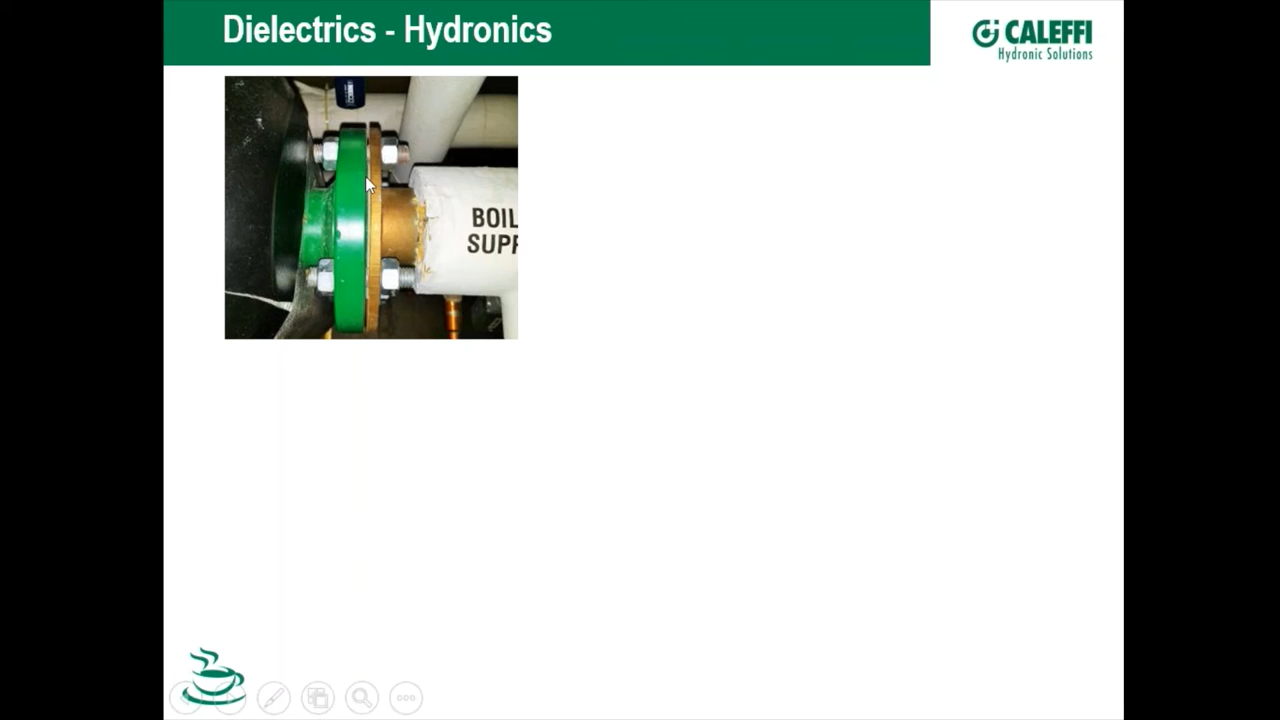 Dielectrics - Hydronics
CALEFFI
Hydronic Solutions
BOIL
SUPP